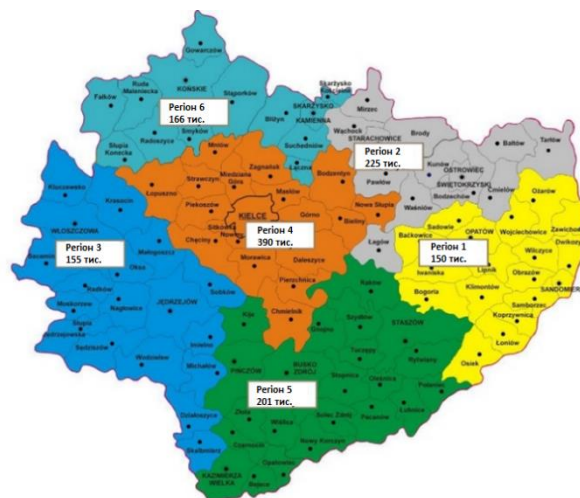 Gowarczów
Ruda
Maleniecka
KOŃSKIE
Fałków
Stąporków
Регіон 6
166 тис.
Radoszyce
Smyków
Słupia
Konecka
Bliżyn
Skarżysko
Kościelne
SKARŻYSKO
KAMIENNA
Suchedniów
Łączna
Mirzec
Wąchock
STARACHOWICE
Brody
Регіон 2
225 тис.
Pawłów
Kunów
OSTROWIEC
ŚWIĘTOKRZYSKI
Bodzechów
Ćmielów
Bałtów
Tarłów
Waśniów
Łagów
Mniów
Zagnańsk
Strawczyn
Miedziana
Góra
Masłów
Bodzentyn
Łopuszno
Piekoszów
KIELCE
Górno
Nowa Słupia
Bieliny
Sitkówka
Nowiny
Chęciny
Регіон 4
390 тис.
Daleszyce
Morawica
Pierzchnica
Chmielnik
Ożarów
Sadowie
OPATÓW
Wojciechowice
Zawichost
Baćkowice
Dwikozy
Регіон 1
150 тис.
Iwaniska
Lipnik
Wilczyce
Obrazów
SANDOMIERZ
Bogoria
Klimontów
Samborzec
Koprzywnica
Łoniów
Osiek
Kluczewsko
Krasocin
WŁOSZCZOWA
Регіон 3
155 тис.
Małogoszcz
Secemin
Oksa
Radków
Moskorzew
Nagłowice
JĘDRZEJÓW
Sobków
Słupia
Jędrzejowska
Sędziszów
Imielno
Wodzisław
Michałów
Działoszyce
Skalbmierz
Raków
Kije
Gnojno
Szydłów
STASZÓW
Rytwiany
Tuczępy
PIŃCZÓW
BUSKO
ZDRÓJ
Stopnica
Oleśnica
Połaniec
Регіон 5
201 тис.
Łubnice
Pacanów
Solec Zdrój
Złota
Wiślica
Nowy Korczyn
Czarnocin
Opatowiec
KAZIMIERZA
WIELKA
Bejsce